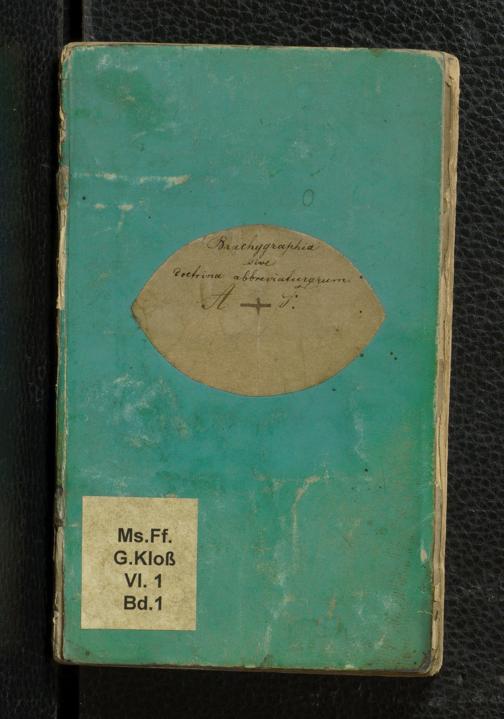 Brachygraphia
sive
doctrina abbreviaturarum
A + S.
Ms.Ff.
G.Kloß
VI. 1
Bd.1